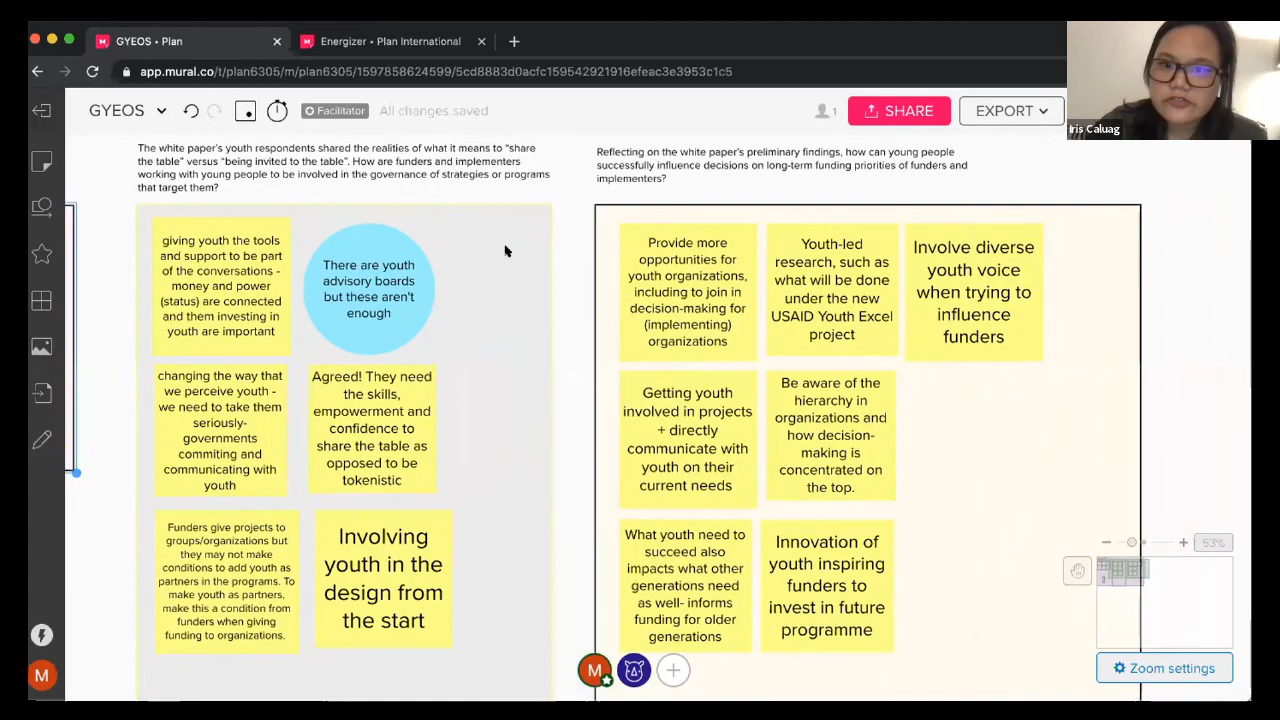 GYEOS • Plan
Energizer • Plan International
app.mural.co/t/plan6305/m/plan6305/1597858624599/5cd8883d0acfc159542921916efeac3e3953c1c5
GYEOS
Facilitator
All changes saved
1
SHARE
EXPORT
Iris Caluag
The white paper's youth respondents shared the realities of what it means to "share
the table" versus "being invited to the table". How are funders and implementers
working with young people to be involved in the governance of strategies or programs
that target them?
giving youth the tools
and support to be part
of the conversations -
money and power
(status) are connected
and them investing in
youth are important
There are youth
advisory boards
but these aren't
enough
changing the way that
we perceive youth -
we need to take them
seriously-
governments
commiting and
communicating with
youth
Agreed! They need
the skills,
empowerment and
confidence to
share the table as
opposed to be
tokenistic
Funders give projects to
groups/organizations but
they may not make
conditions to add youth as
partners in the programs. To
make youth as partners,
make this a condition from
funders when giving
funding to organizations.
Involving
youth in the
design from
the start
Reflecting on the white paper's preliminary findings, how can young people
successfully influence decisions on long-term funding priorities of funders and
implementers?
Provide more
opportunities for
youth organizations,
including to join in
decision-making for
(implementing)
organizations
Youth-led
research, such as
what will be done
under the new
USAID Youth Excel
project
Involve diverse
youth voice
when trying to
influence
funders
Getting youth
involved in projects
+ directly
communicate with
youth on their
current needs
Be aware of the
hierarchy in
organizations and
how decision-
making is
concentrated on
the top.
What youth need to
succeed also
impacts what other
generations need
as well- informs
funding for older
generations
Innovation of
youth inspiring
funders to
invest in future
programme
53%
Zoom settings
M
M